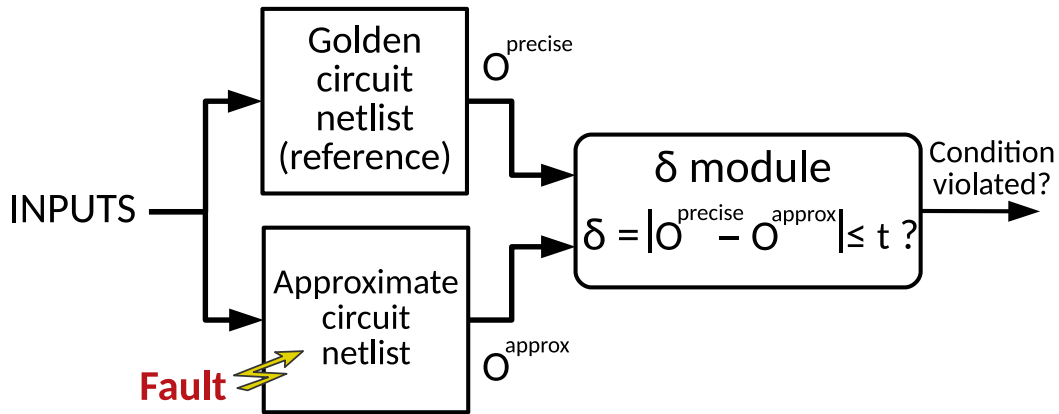 INPUTS
Golden
circuit
netlist
(reference)
O^precise
Approximate
circuit
netlist
Fault
O^approx
δ module
δ = |O^precise – O^approx| ≤ t ?
Condition
violated?